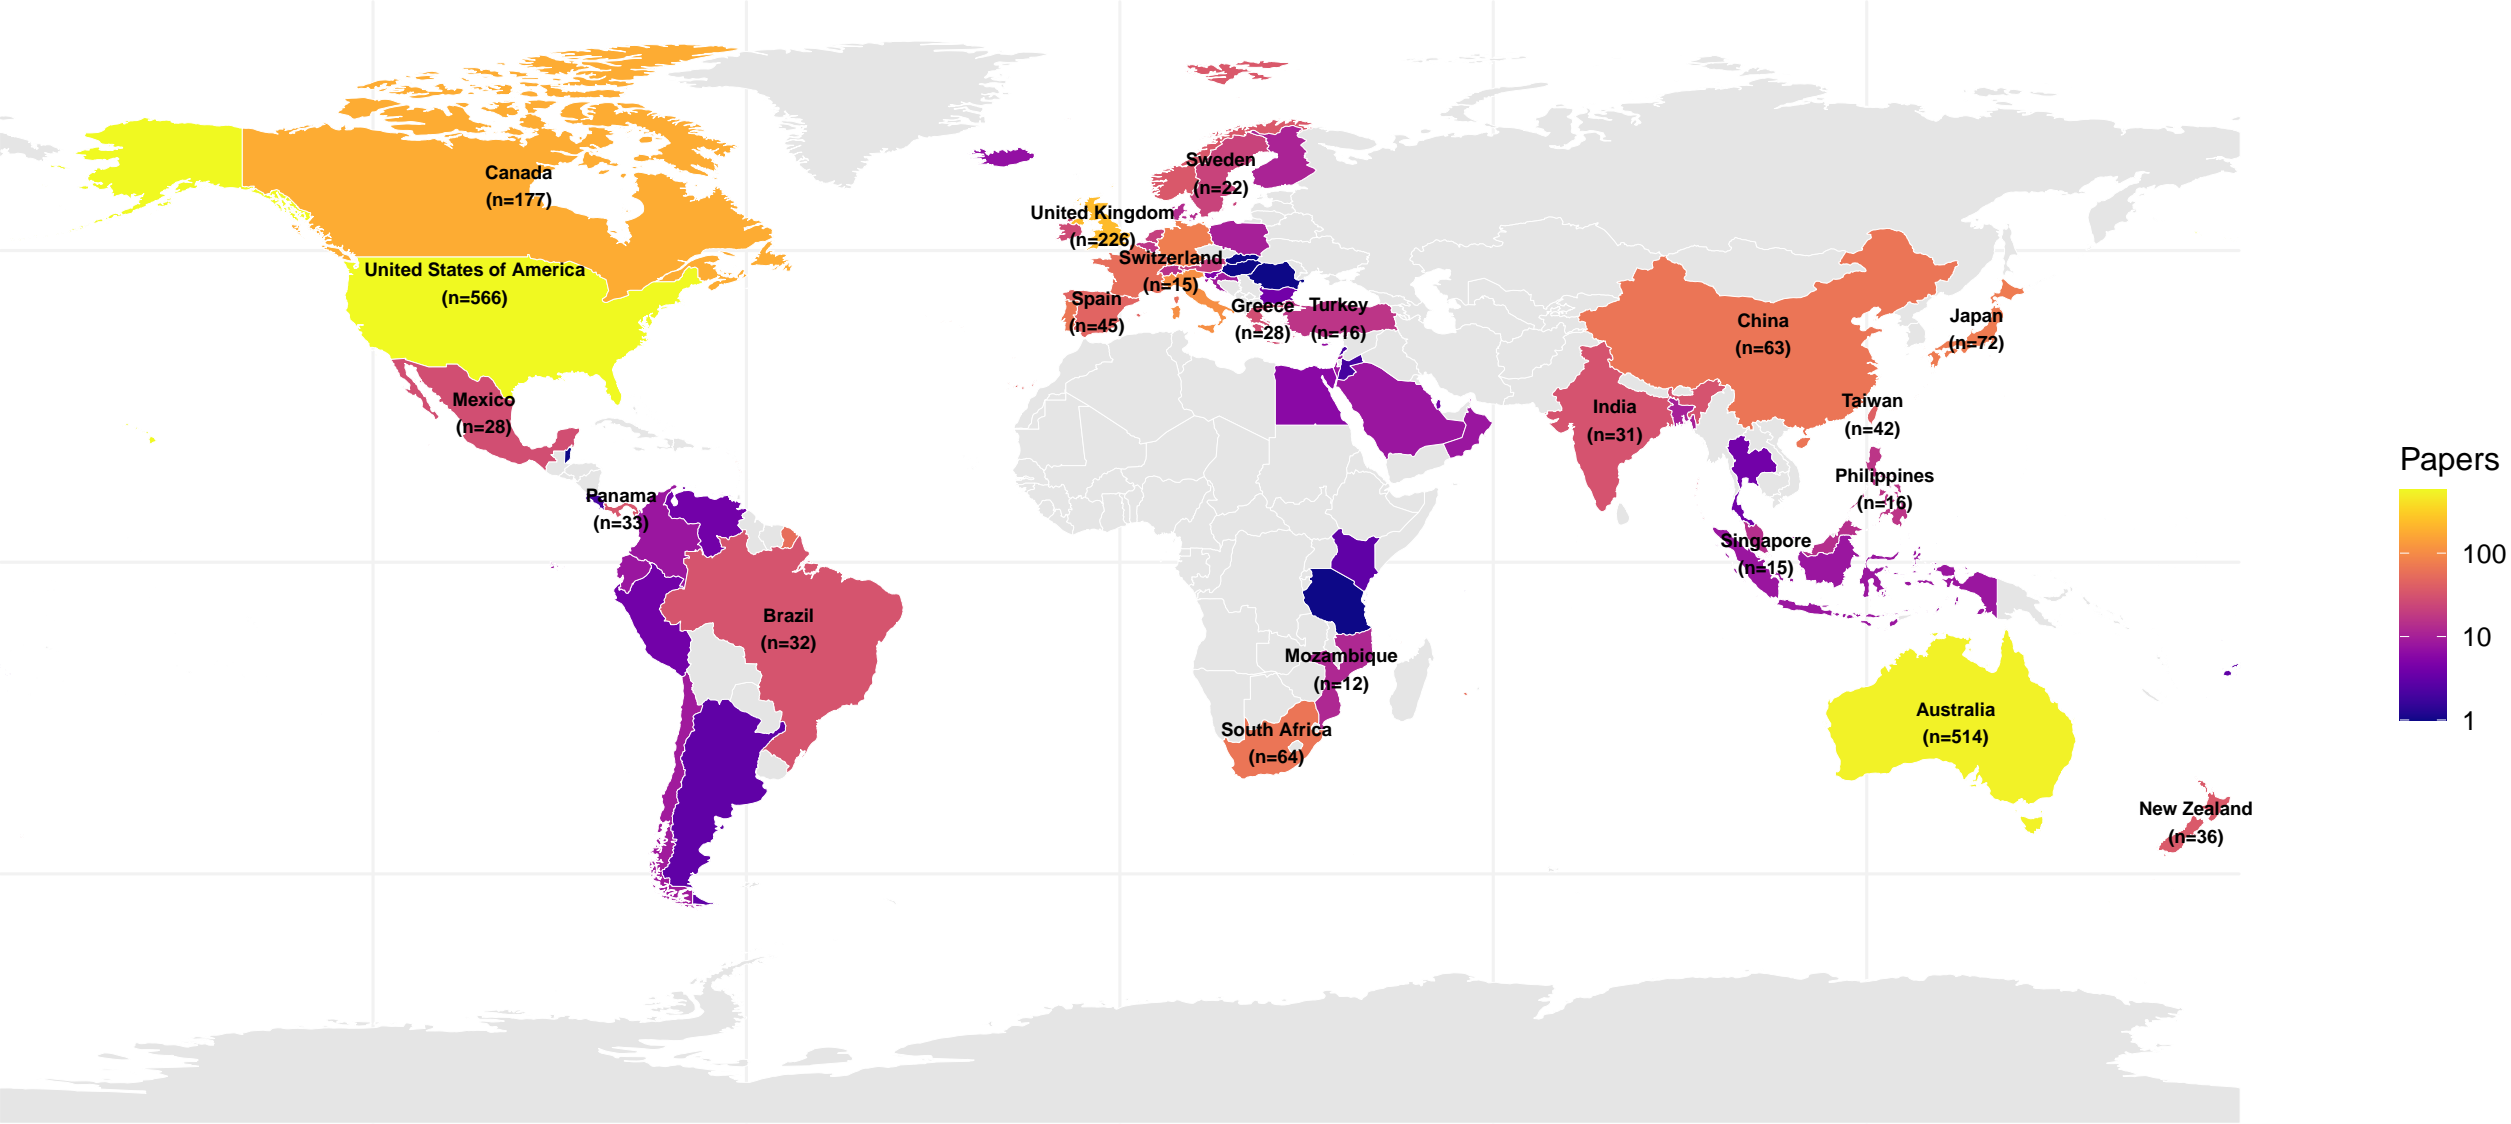 Canada
(n=177)
Sweden
(n=22)
United Kingdom
(n=226)
United States of America
(n=566)
Switzerland
(n=15)
Spain
(n=45)
Greece
(n=28)
Turkey
(n=16)
China
(n=63)
Japan
(n=72)
Mexico
(n=28)
India
(n=31)
Taiwan
(n=42)
Philippines
(n=16)
Panama
(n=33)
Singapore
(n=15)
Brazil
(n=32)
Mozambique
(n=12)
South Africa
(n=64)
Australia
(n=514)
New Zealand
(n=36)
Papers
100
10
1